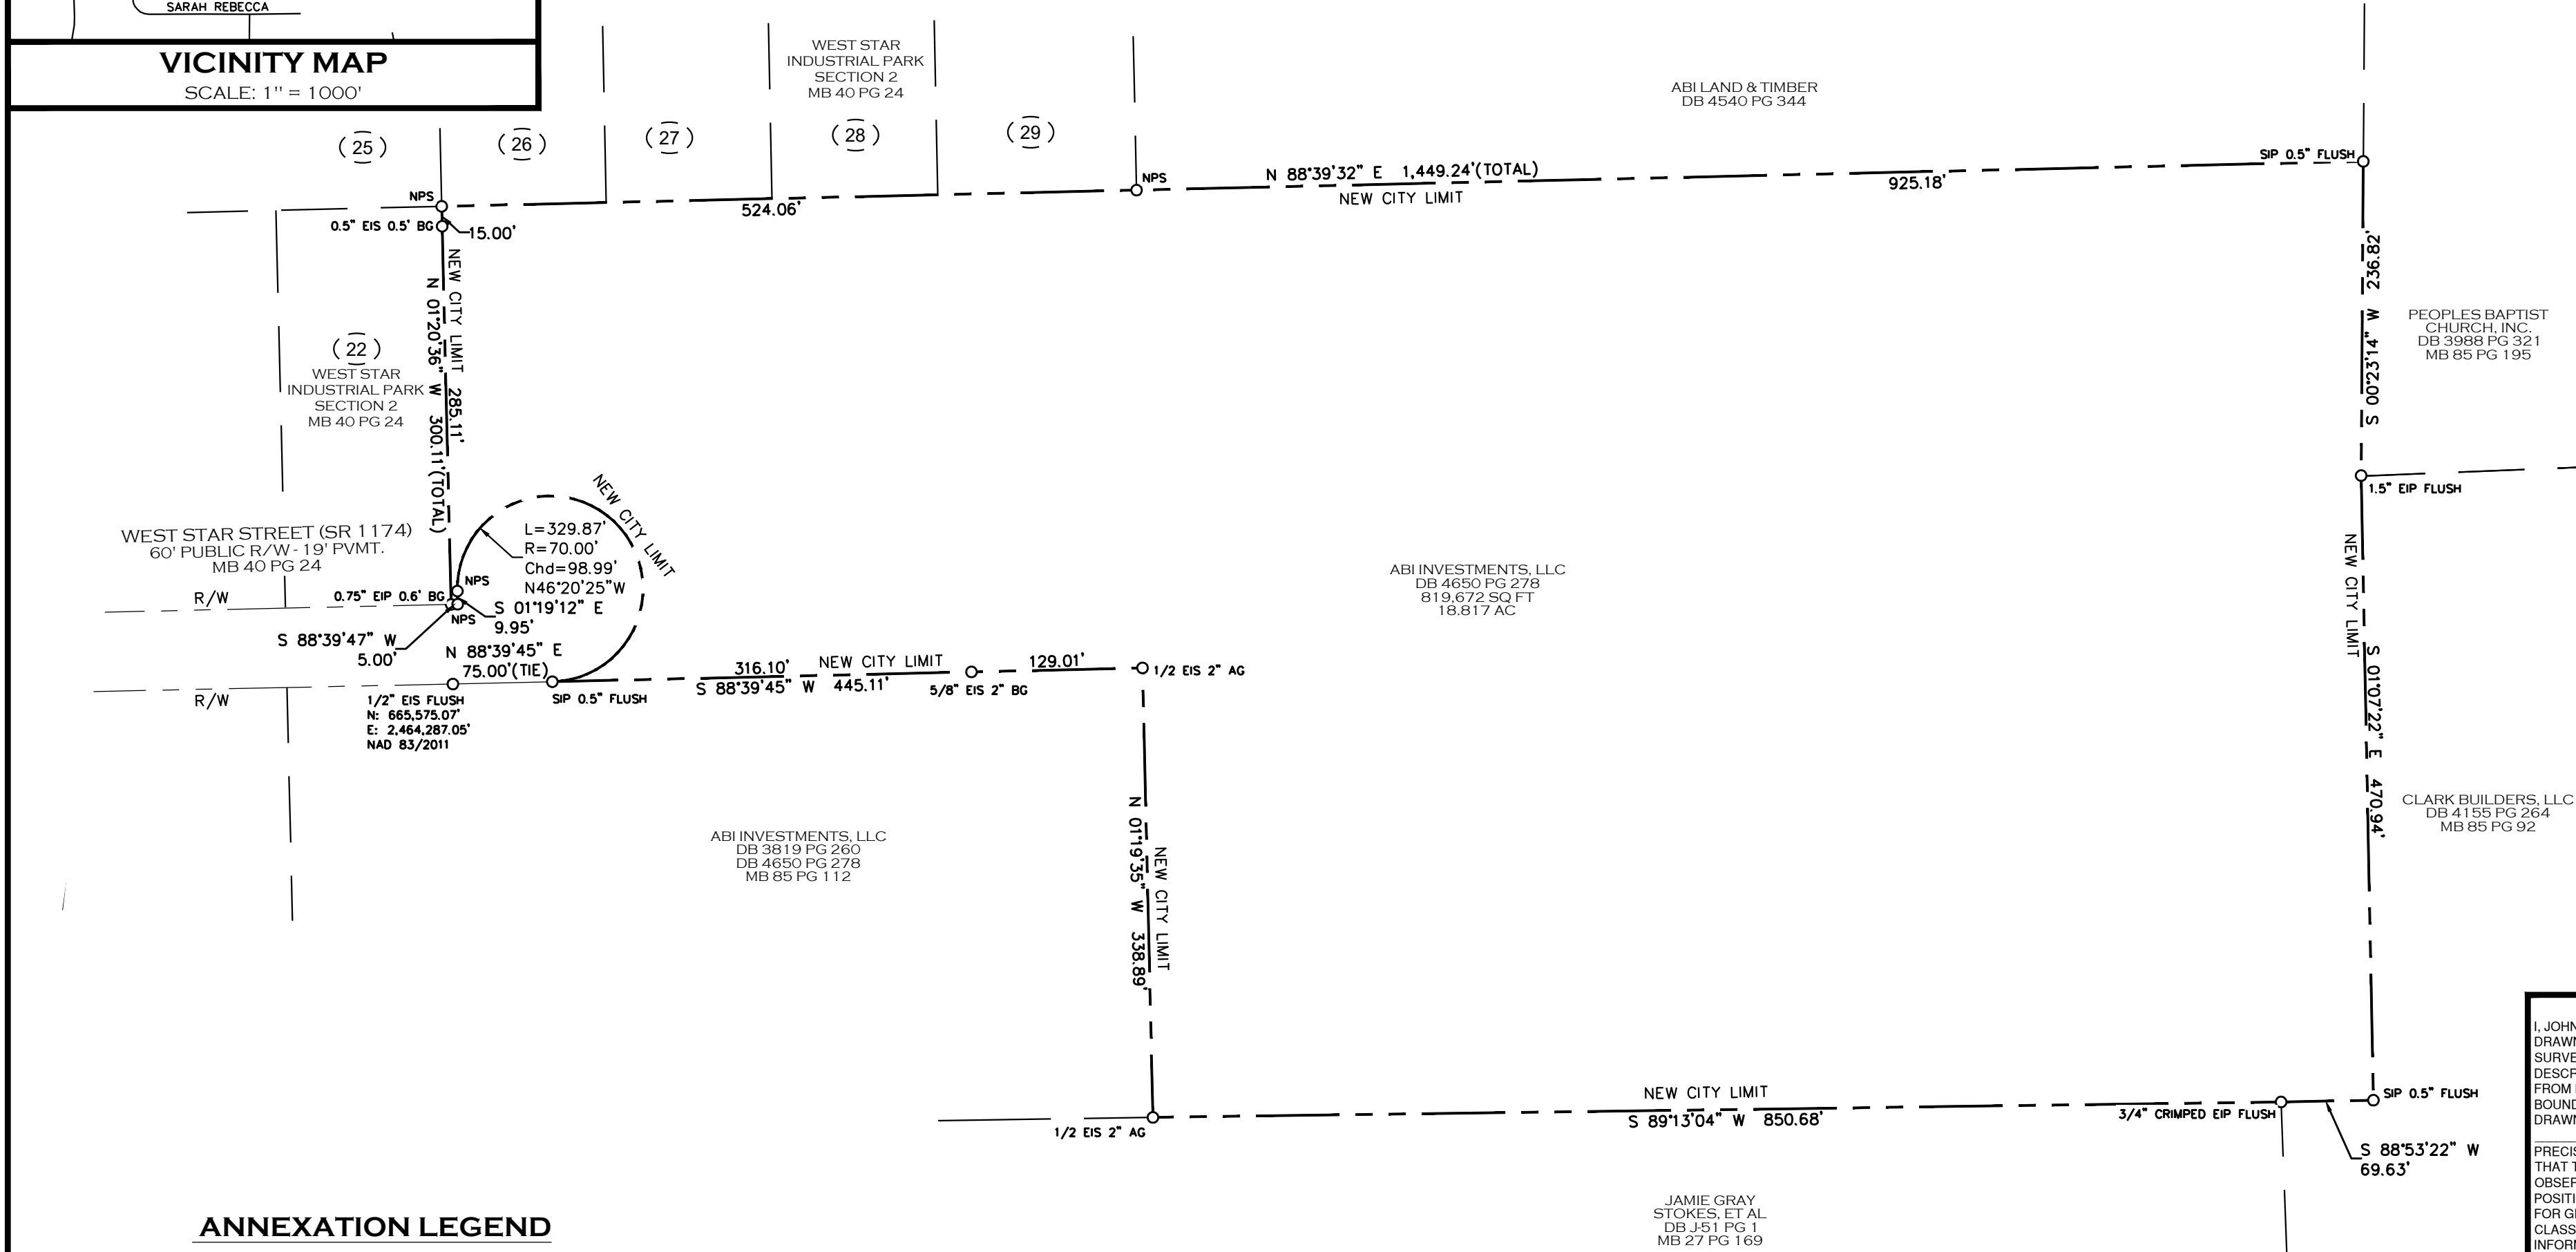 SARAH REBECCA
VICINITY MAP
SCALE: 1" = 1000'
WEST STAR
INDUSTRIAL PARK
SECTION 2
MB 40 PG 24
ABI LAND & TIMBER
DB 4540 PG 344
(25)
(26)
(27)
(28)
(29)
NPS
0.5" EIS 0.5' BG
15.00'
524.06'
NPS
N 88°39'32" E 1,449.24'(TOTAL)
NEW CITY LIMIT
925.18'
SIP 0.5" FLUSH
NEW CITY LIMIT 285.11'
N 01°20'36" W 300.11'(TOTAL)
(22)
WEST STAR
INDUSTRIAL PARK
SECTION 2
MB 40 PG 24
S 00°23'14" W 236.82'
PEOPLES BAPTIST
CHURCH, INC.
DB 3988 PG 321
MB 85 PG 195
1.5" EIP FLUSH
WEST STAR STREET (SR 1174)
60' PUBLIC R/W - 19' PVMT.
MB 40 PG 24
R/W
0.75" EIP 0.6' BG
NPS
NPS
L=329.87'
R=70.00'
Chd=98.99'
N46°20'25"W
NEW CITY LIMIT
S 01°19'12" E
9.95'
S 88°39'47" W
5.00'
N 88°39'45" E
75.00'(TIE)
R/W
1/2" EIS FLUSH
N: 665,575.07'
E: 2,464,287.05'
NAD 83/2011
SIP 0.5" FLUSH
316.10' NEW CITY LIMIT
129.01'
S 88°39'45" W 445.11'
5/8" EIS 2" BG
1/2 EIS 2" AG
ABI INVESTMENTS, LLC
DB 4650 PG 278
819,672 SQ FT
18.817 AC
NEW CITY LIMIT
S 01°07'22" E 470.94'
CLARK BUILDERS, LLC
DB 4155 PG 264
MB 85 PG 92
ABI INVESTMENTS, LLC
DB 3819 PG 260
DB 4650 PG 278
MB 85 PG 112
N 01°19'35" W 338.89'
NEW CITY LIMIT
1/2 EIS 2" AG
NEW CITY LIMIT
S 89°13'04" W 850.68'
3/4" CRIMPED EIP FLUSH
SIP 0.5" FLUSH
S 88°53'22" W
69.63'
JAMIE GRAY
STOKES, ET AL
DB J-51 PG 1
MB 27 PG 169
ANNEXATION LEGEND
I, JOHN
DRAWN
SURVE
DESCR
FROM
BOUND
DRAWN
PRECIS
THAT T
OBSER
POSITI
FOR G
CLASS
INFOR